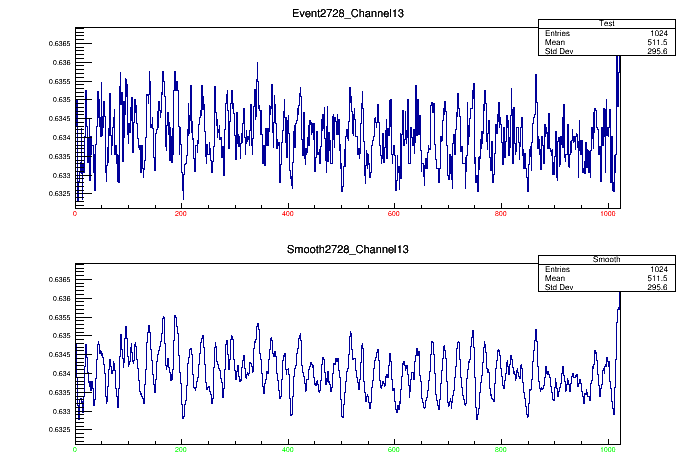 Event2728_Channel13
Test
Entries 1024
Mean 511.5
Std Dev 295.6
0.6365
0.636
0.6355
0.635
0.6345
0.634
0.6335
0.633
0.6325
0 200 400 600 800 1000
Smooth2728_Channel13
Smooth
Entries 1024
Mean 511.5
Std Dev 295.6
0.6365
0.636
0.6355
0.635
0.6345
0.634
0.6335
0.633
0.6325
0 200 400 600 800 1000